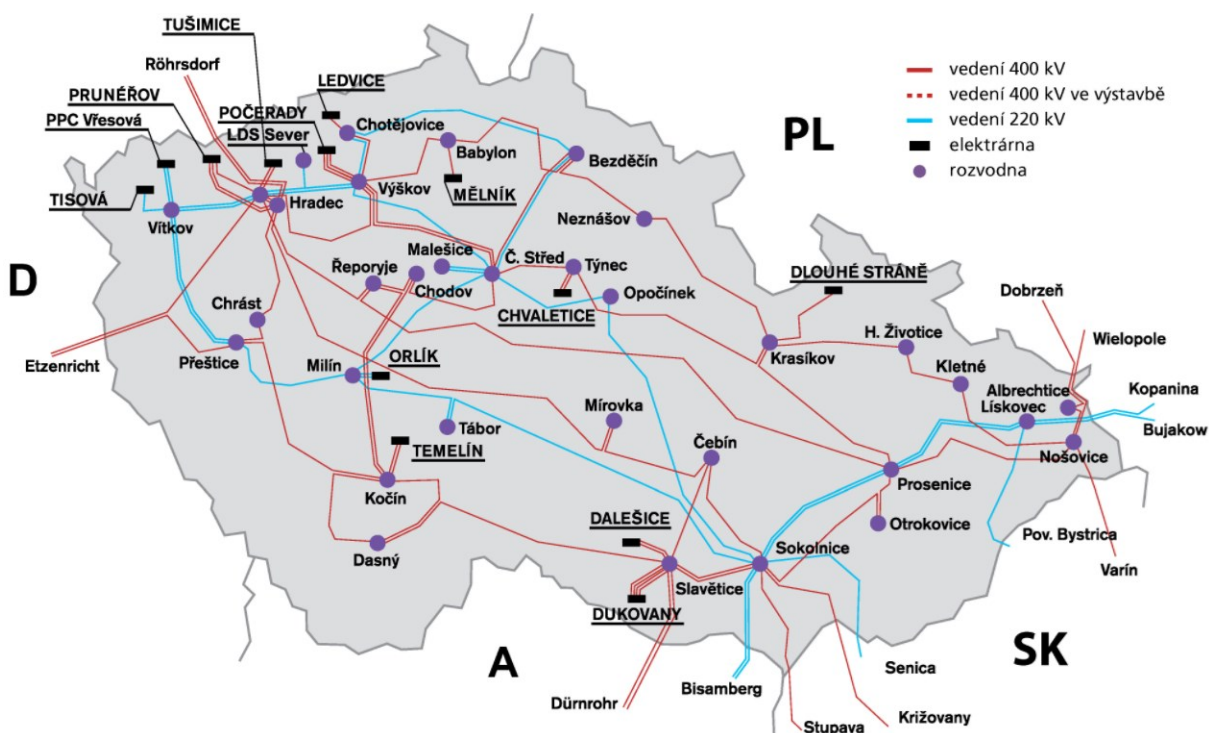 TUŠIMICE
Röhrsdorf
LEDVICE
PRUNÉŘOV
POČERADY
PPC Vřesová
LDS Sever
Chotějovice
vedení 400 kV
vedení 400 kV ve výstavbě
vedení 220 kV
elektrárna
rozvodna
PL
Babylon
Bezděčín
TISOVÁ
Hradec
Výškov
MĚLNÍK
Vítkov
Neznášov
Malešice
Č. Střed
Týnec
Řeporyje
Chodov
D
DLOUHÉ STRÁNĚ
Opočínek
Dobrzeń
Chrást
CHVALETICE
Wielopole
Etzenricht
Přeštice
Milín
ORLÍK
Krasíkov
H. Životice
Kletné
Albrechtice
Lískovec
Kopanina
Bujakow
Mírovka
Tábor
Čebín
TEMELÍN
Nošovice
Kočín
Prosenice
DALEŠICE
Otrokovice
Dasný
Sokolnice
Pov. Bystrica
Slavětice
Varín
DUKOVANY
A
SK
Senica
Bisamberg
Dürnrohr
Stupava
Križovany